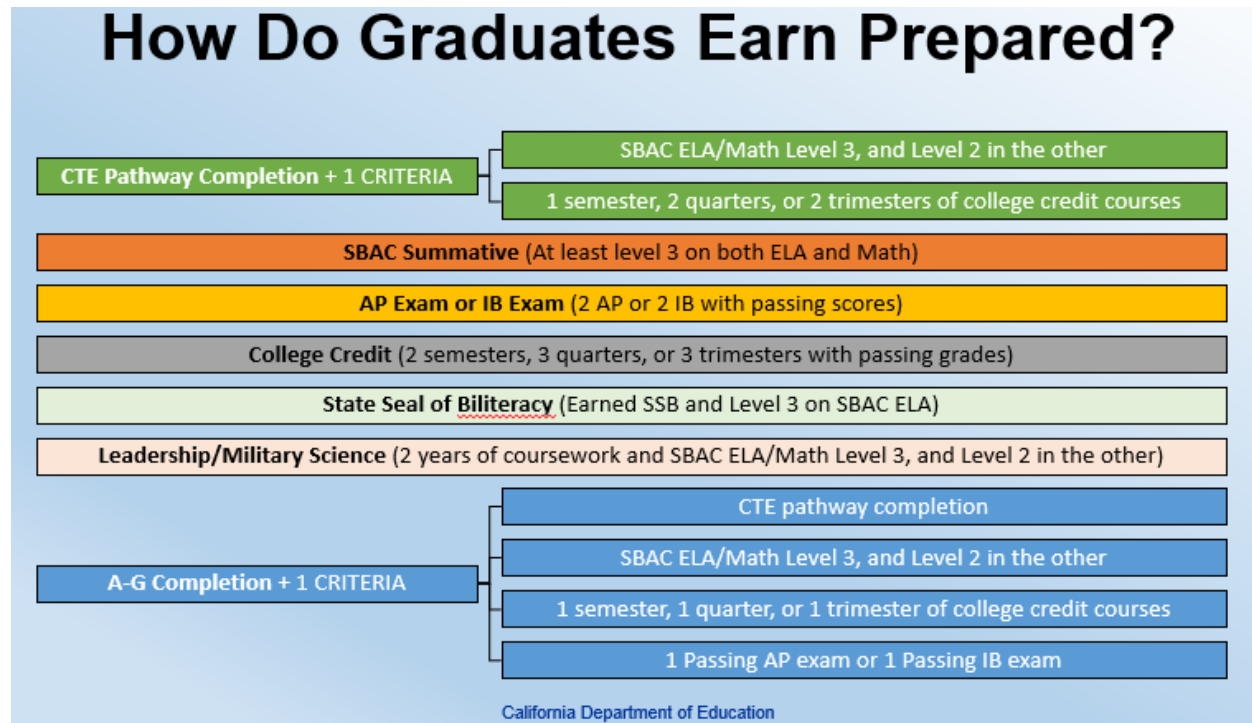 How Do Graduates Earn Prepared?
CTE Pathway Completion + 1 CRITERIA
SBAC ELA/Math Level 3, and Level 2 in the other
1 semester, 2 quarters, or 2 trimesters of college credit courses
SBAC Summative (At least level 3 on both ELA and Math)
AP Exam or IB Exam (2 AP or 2 IB with passing scores)
College Credit (2 semesters, 3 quarters, or 3 trimesters with passing grades)
State Seal of Biliteracy (Earned SSB and Level 3 on SBAC ELA)
Leadership/Military Science (2 years of coursework and SBAC ELA/Math Level 3, and Level 2 in the other)
A-G Completion + 1 CRITERIA
CTE pathway completion
SBAC ELA/Math Level 3, and Level 2 in the other
1 semester, 1 quarter, or 1 trimester of college credit courses
1 Passing AP exam or 1 Passing IB exam
California Department of Education